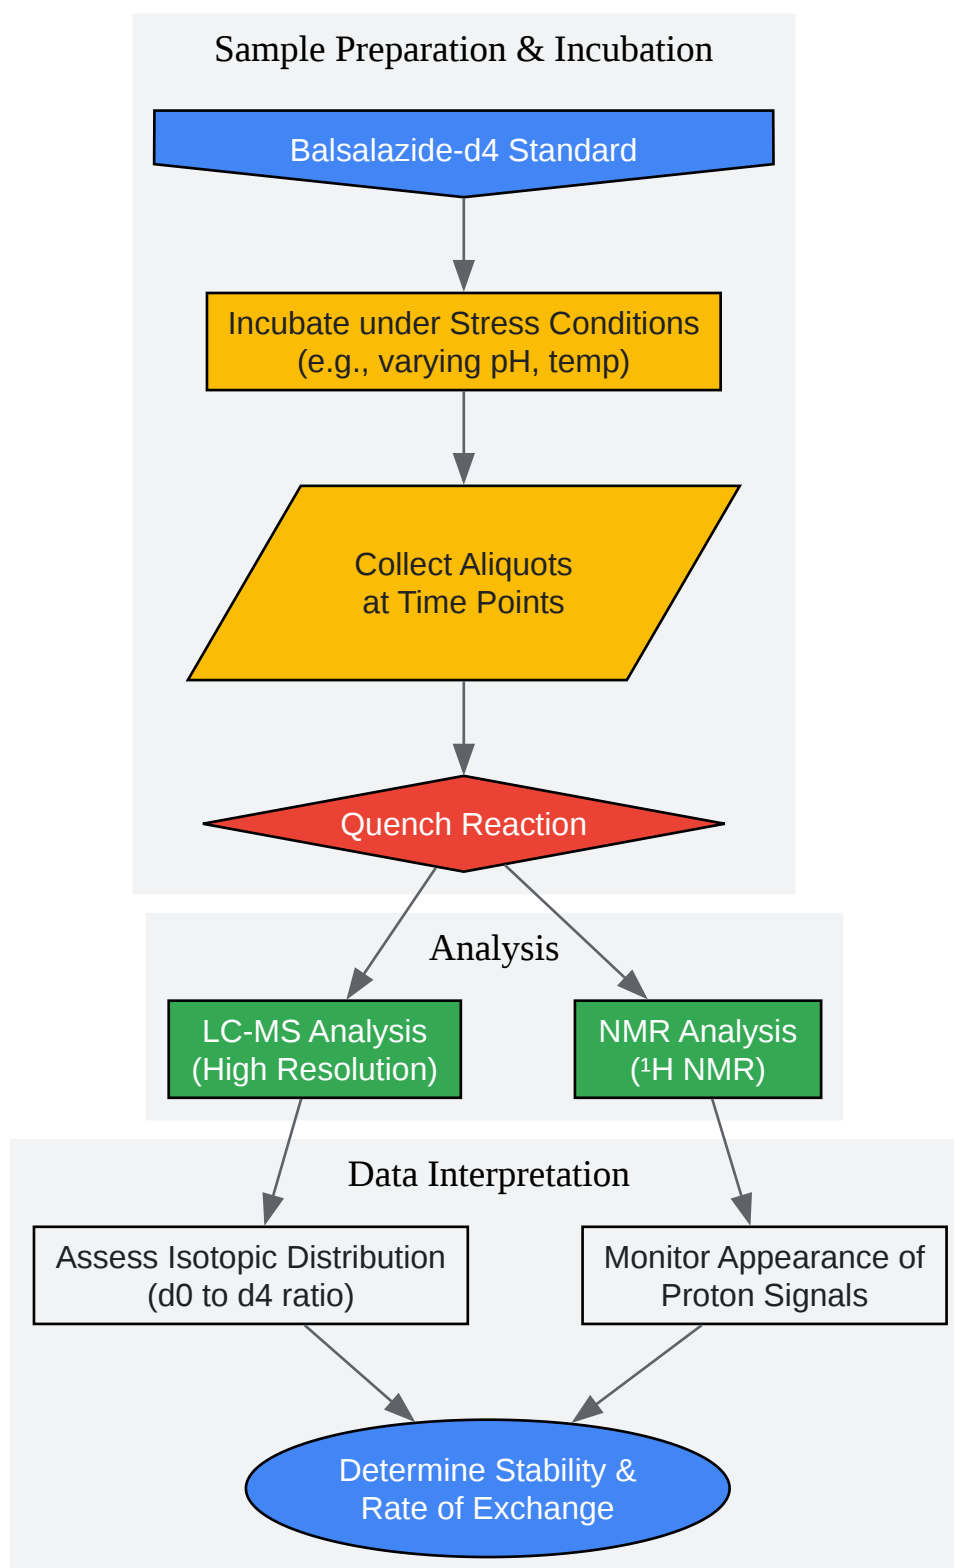 Sample Preparation & Incubation
Balsalazide-d4 Standard
Incubate under Stress Conditions
(e.g., varying pH, temp)
Collect Aliquots
at Time Points
Quench Reaction
Analysis
LC-MS Analysis
(High Resolution)
NMR Analysis
(¹H NMR)
Data Interpretation
Assess Isotopic Distribution
(d0 to d4 ratio)
Monitor Appearance of
Proton Signals
Determine Stability &
Rate of Exchange